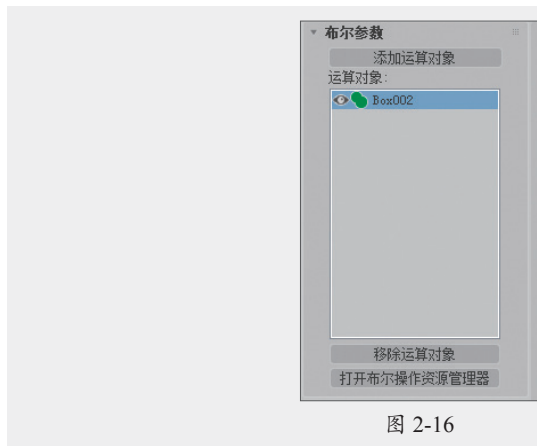 布尔参数
添加运算对象
运算对象：
Box002
移除运算对象
打开布尔操作资源管理器
图 2-16